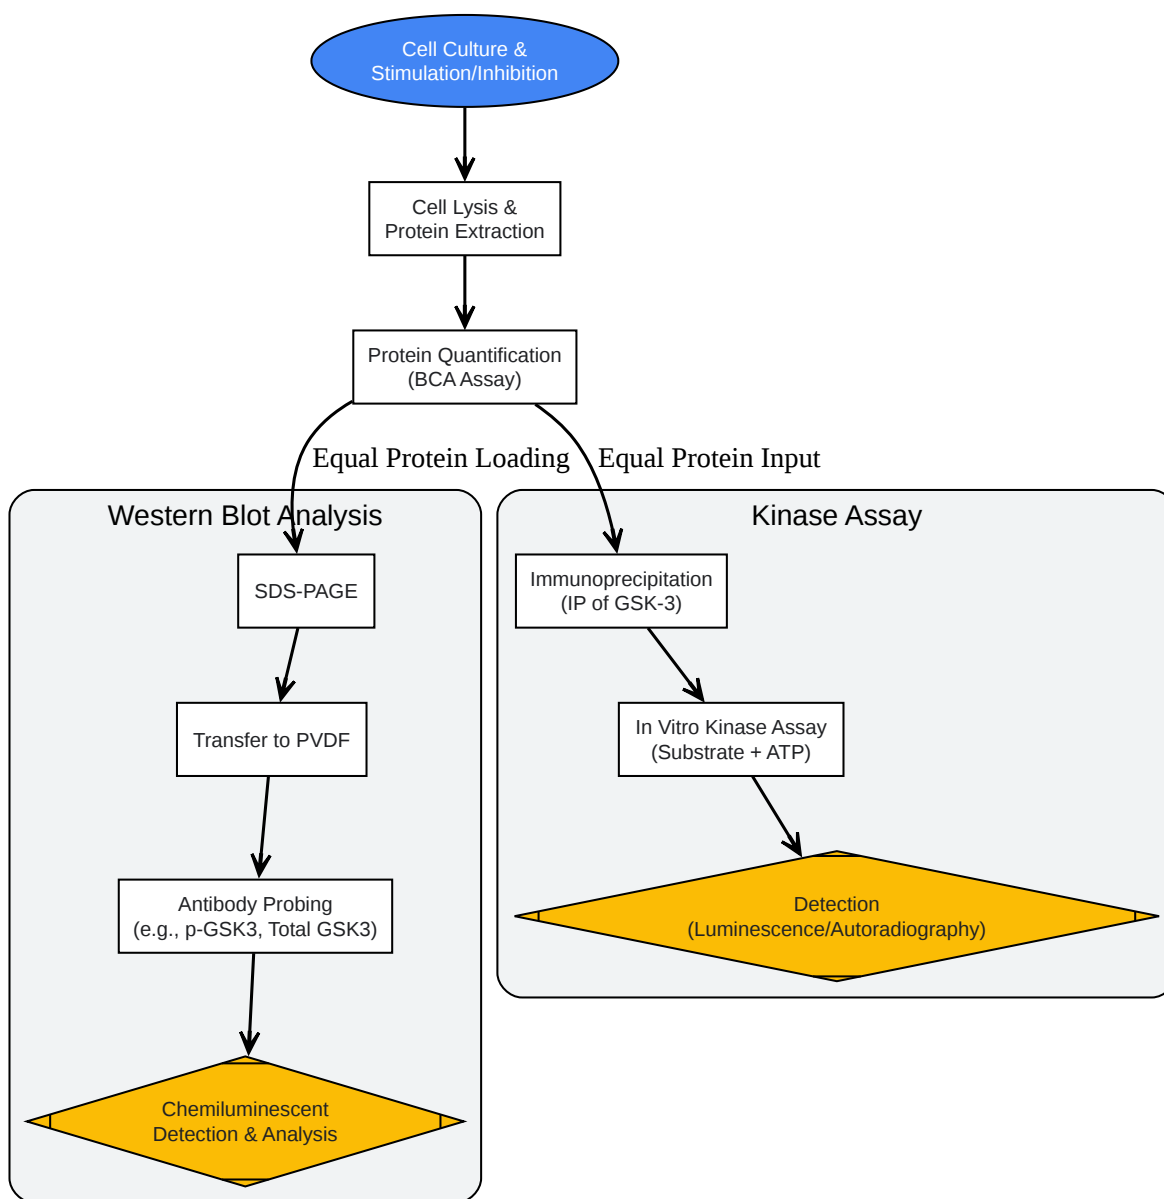 Cell Culture &
Stimulation/Inhibition
Cell Lysis &
Protein Extraction
Protein Quantification
(BCA Assay)
Equal Protein Loading
Equal Protein Input
Western Blot Analysis
SDS-PAGE
Transfer to PVDF
Antibody Probing
(e.g., p-GSK3, Total GSK3)
Chemiluminescent
Detection & Analysis
Kinase Assay
Immunoprecipitation
(IP of GSK-3)
In Vitro Kinase Assay
(Substrate + ATP)
Detection
(Luminescence/Autoradiography)